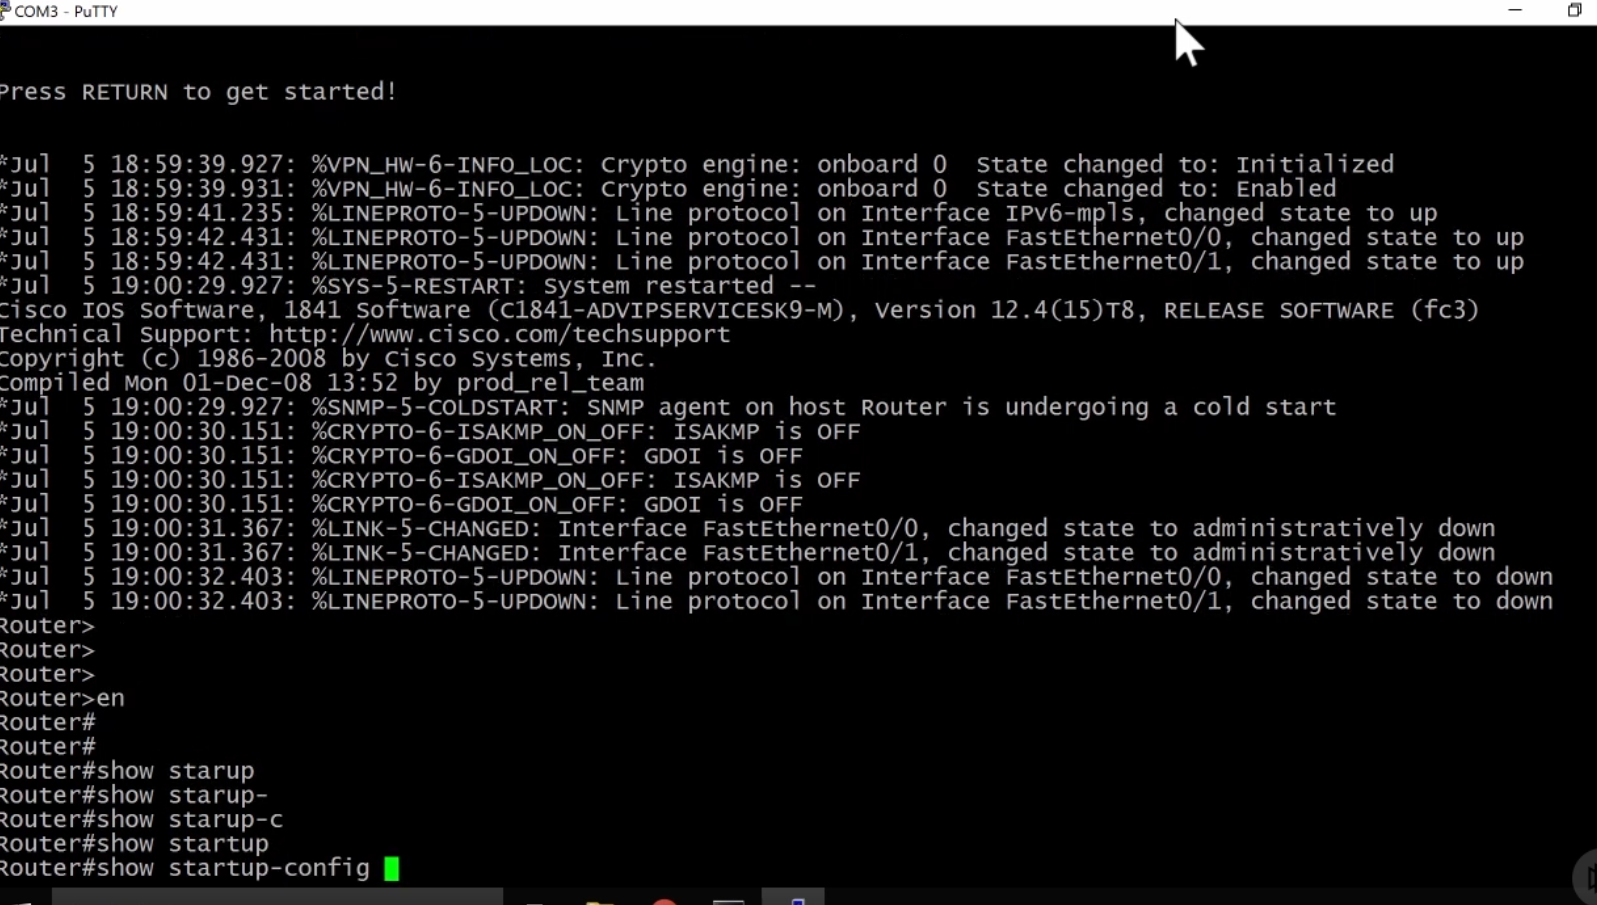 COM3 - PuTTY
Press RETURN to get started!
*Jul  5 18:59:39.927: %VPN_HW-6-INFO_LOC: Crypto engine: onboard 0  State changed to: Initialized
*Jul  5 18:59:39.931: %VPN_HW-6-INFO_LOC: Crypto engine: onboard 0  State changed to: Enabled
*Jul  5 18:59:41.235: %LINEPROTO-5-UPDOWN: Line protocol on Interface IPv6-mpls, changed state to up
*Jul  5 18:59:42.431: %LINEPROTO-5-UPDOWN: Line protocol on Interface FastEthernet0/0, changed state to up
*Jul  5 18:59:42.431: %LINEPROTO-5-UPDOWN: Line protocol on Interface FastEthernet0/1, changed state to up
*Jul  5 19:00:29.927: %SYS-5-RESTART: System restarted --
Cisco IOS Software, 1841 Software (C1841-ADVIPSERVICESK9-M), Version 12.4(15)T8, RELEASE SOFTWARE (fc3)
Technical Support: http://www.cisco.com/techsupport
Copyright (c) 1986-2008 by Cisco Systems, Inc.
Compiled Mon 01-Dec-08 13:52 by prod_rel_team
*Jul  5 19:00:29.927: %SNMP-5-COLDSTART: SNMP agent on host Router is undergoing a cold start
*Jul  5 19:00:30.151: %CRYPTO-6-ISAKMP_ON_OFF: ISAKMP is OFF
*Jul  5 19:00:30.151: %CRYPTO-6-GDOI_ON_OFF: GDOI is OFF
*Jul  5 19:00:30.151: %CRYPTO-6-ISAKMP_ON_OFF: ISAKMP is OFF
*Jul  5 19:00:30.151: %CRYPTO-6-GDOI_ON_OFF: GDOI is OFF
*Jul  5 19:00:31.367: %LINK-5-CHANGED: Interface FastEthernet0/0, changed state to administratively down
*Jul  5 19:00:31.367: %LINK-5-CHANGED: Interface FastEthernet0/1, changed state to administratively down
*Jul  5 19:00:32.403: %LINEPROTO-5-UPDOWN: Line protocol on Interface FastEthernet0/0, changed state to down
*Jul  5 19:00:32.403: %LINEPROTO-5-UPDOWN: Line protocol on Interface FastEthernet0/1, changed state to down
Router>
Router>
Router>
Router>en
Router#
Router#
Router#show starup
Router#show starup-
Router#show starup-c
Router#show startup
Router#show startup-config